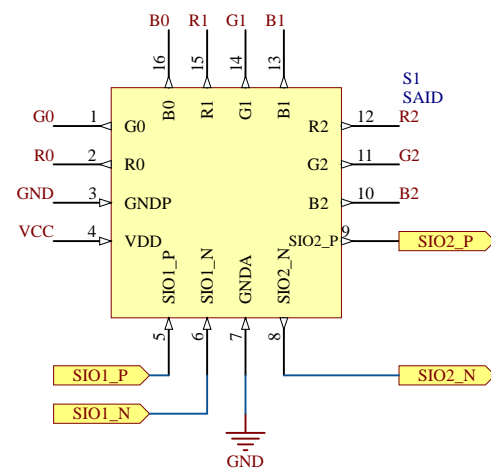 B0 R1 G1 B1
16 15 14 13
S1
SAID
B0 R1 G1 B1
G0 1 G0 R2 12 R2
R0 2 R0 G2 11 G2
GND 3 GNDP B2 10 B2
VCC 4 VDD SIO2_P 9 SIO2_P
SIO1_P SIO1_N GNDA SIO2_N
5 6 7 8
SIO1_P SIO2_N
SIO1_N
GND